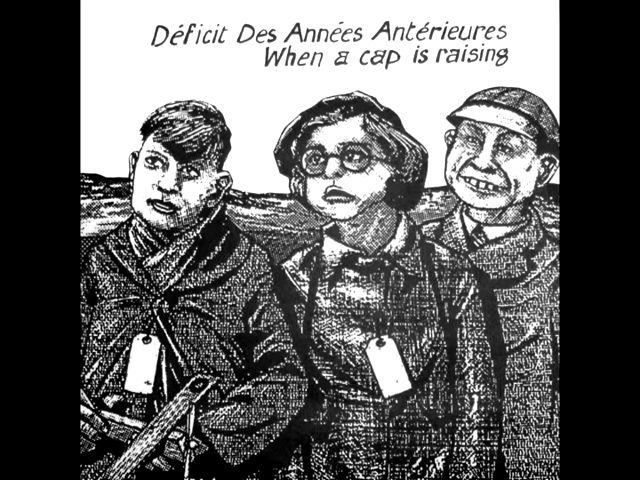 Déficit Des Années Antérieures
When a cap is raising